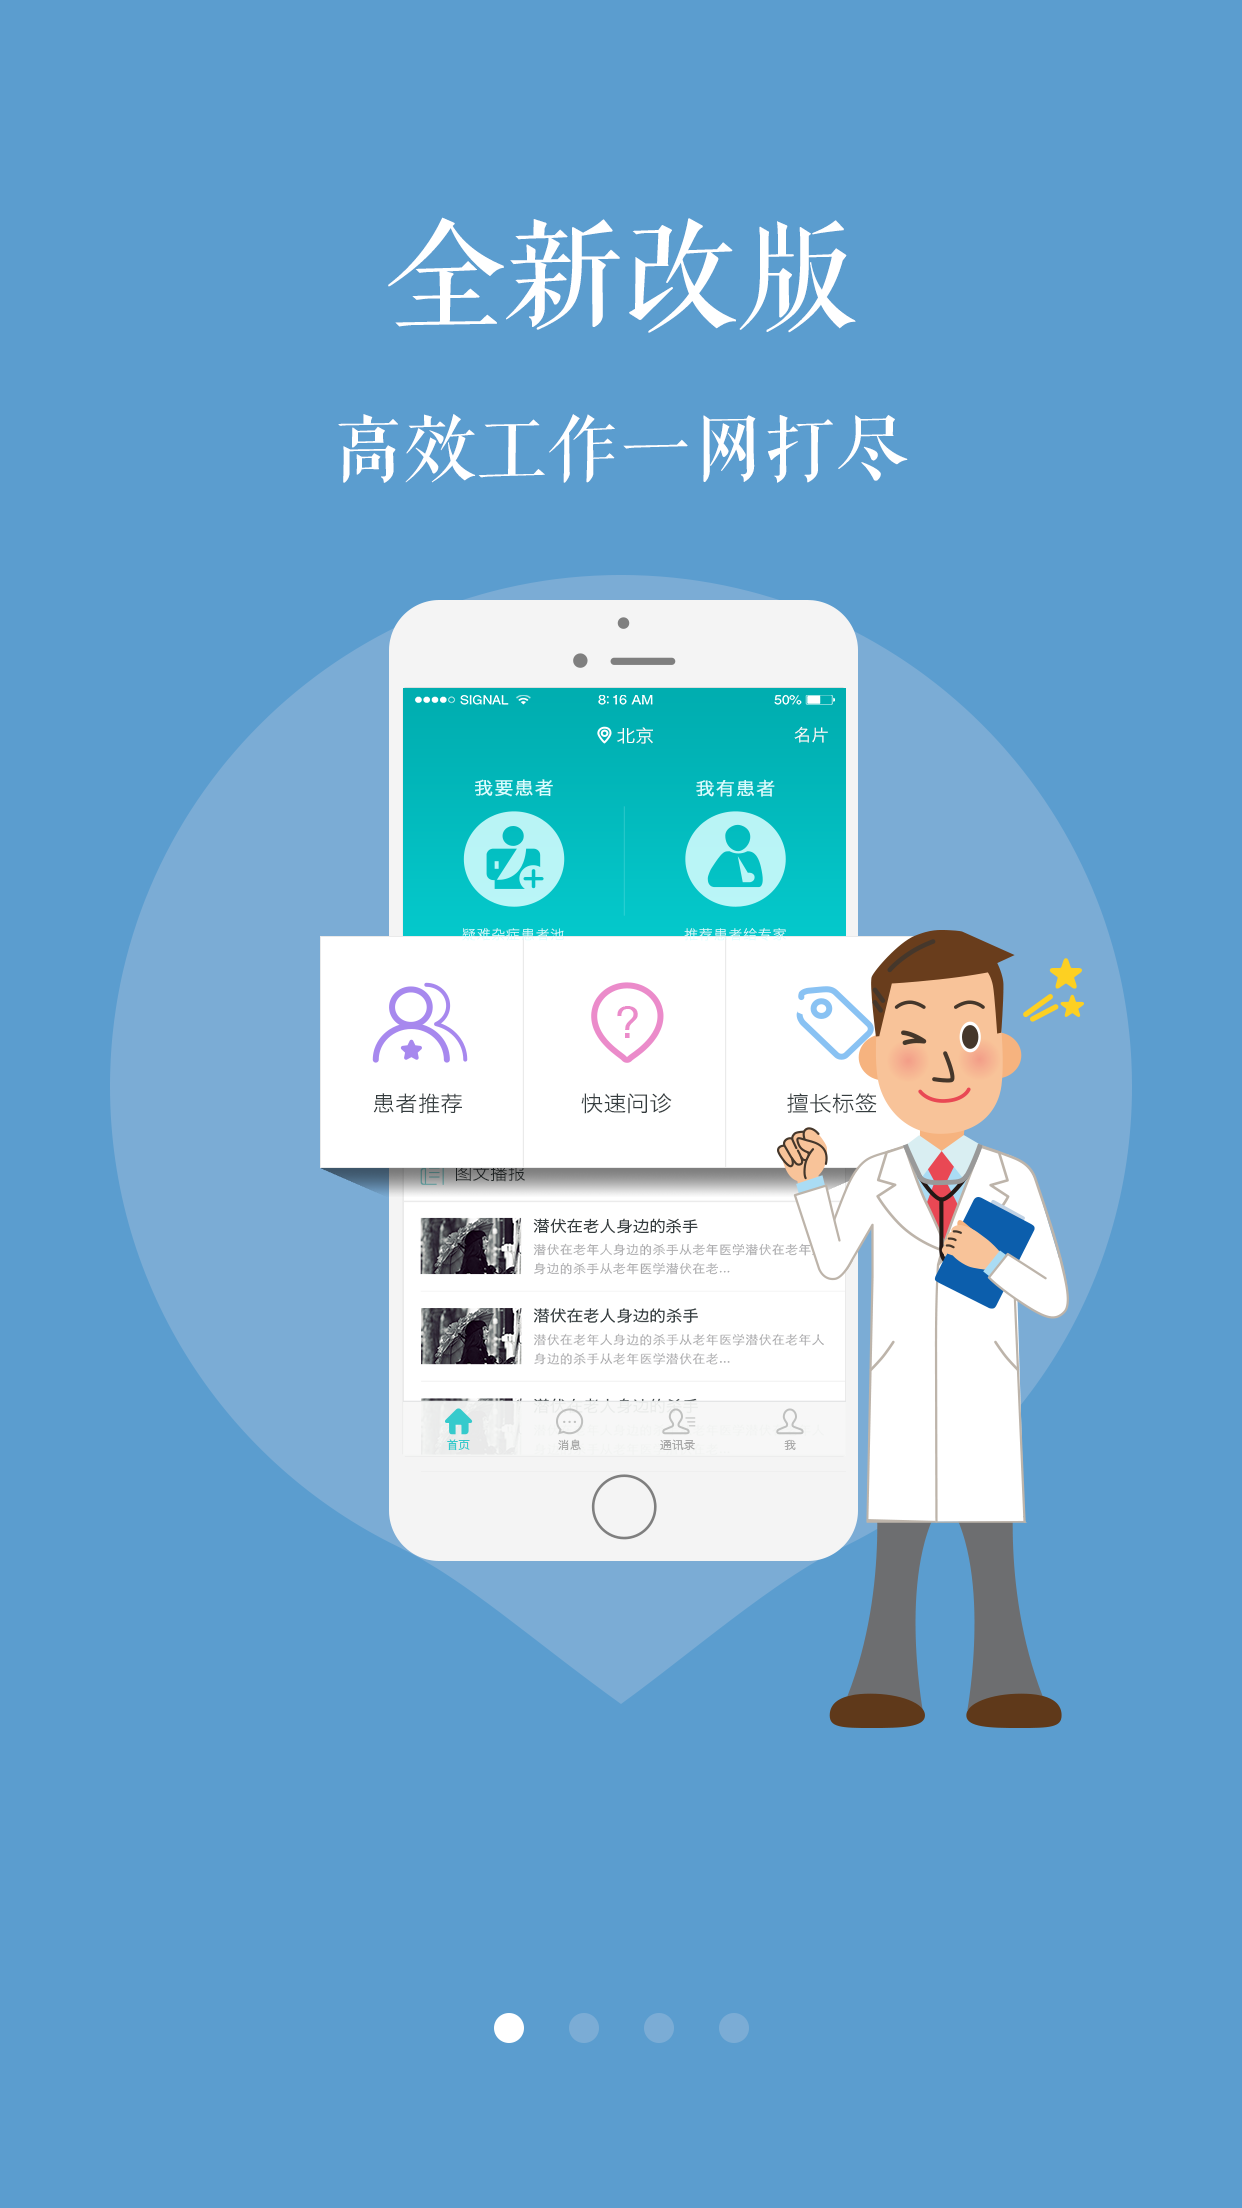 全新改版
高效工作一网打尽
SIGNAL 8:16 AM 50%
北京 名片
我要患者 我有患者
疑难杂症患者池 推荐患者给专家
患者推荐 快速问诊 擅长标签
?
图文播报
潜伏在老人身边的杀手
潜伏在老年人身边的杀手从老年医学潜伏在老年
身边的杀手从老年医学潜伏在老...
潜伏在老人身边的杀手
潜伏在老年人身边的杀手从老年医学潜伏在老年人
身边的杀手从老年医学潜伏在老...
潜伏在老人身边的杀手
首页 消息 通讯录 我